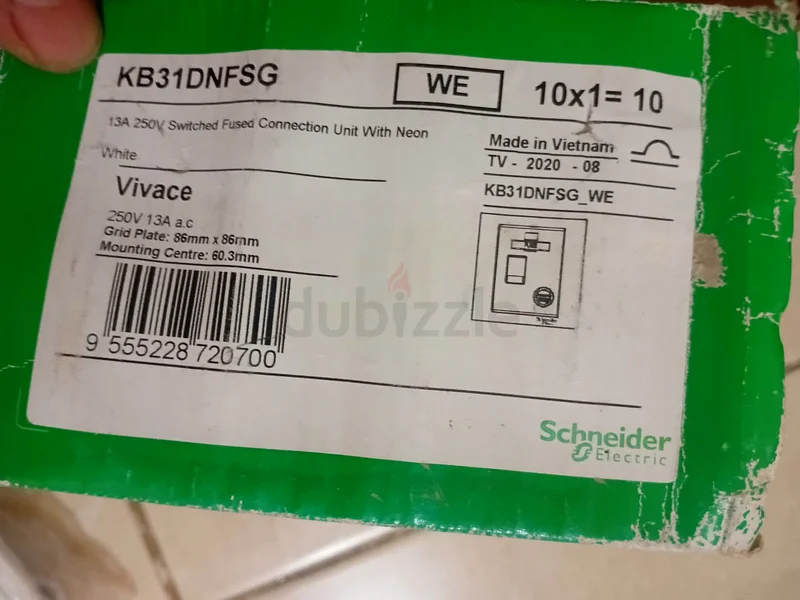 KB31DNFSG
WE
10x1= 10
13A 250V Switched Fused Connection Unit With Neon
White
Made in Vietnam
TV - 2020 - 08
KB31DNFSG_WE
Vivace
250V 13A a.c
Grid Plate: 86mm x 86mm
Mounting Centre: 60.3mm
dubizzle
9 555228 720700
Schneider
Electric